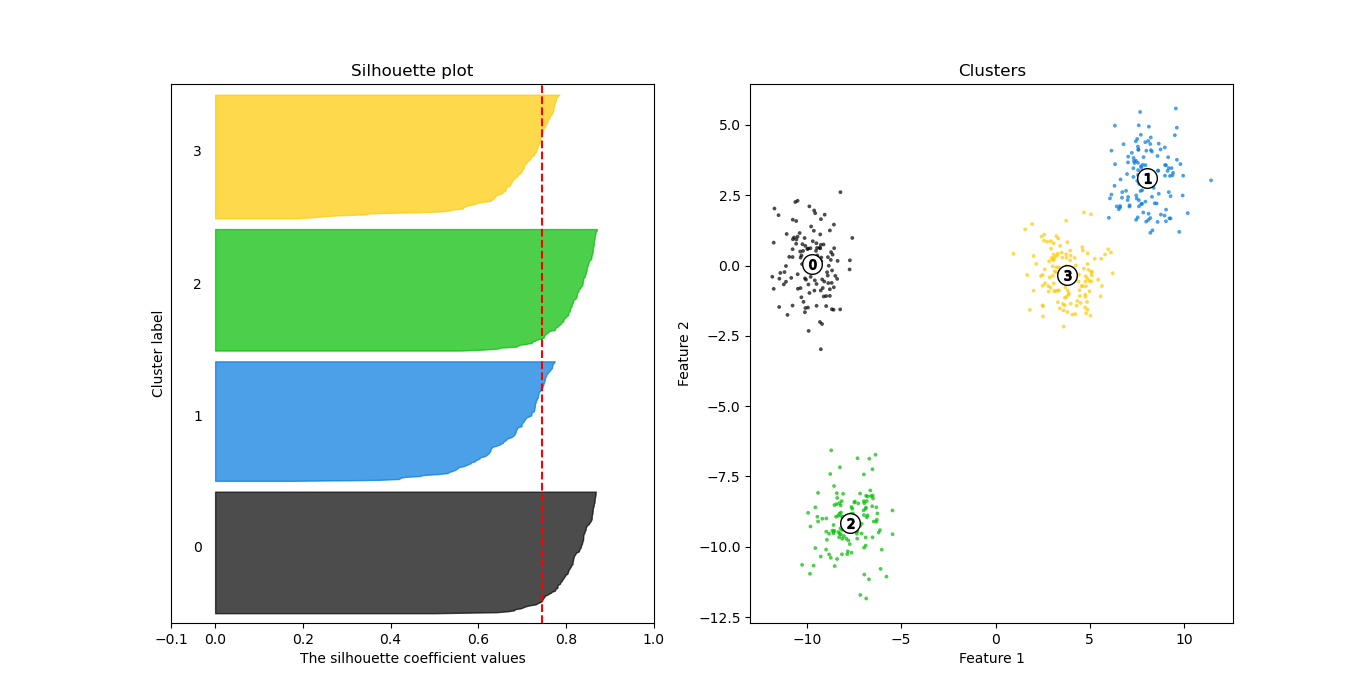 Silhouette plot
Cluster label
3
2
1
0
−0.1 0.0 0.2 0.4 0.6 0.8 1.0
The silhouette coefficient values
Clusters
Feature 2
5.0
2.5
0.0
−2.5
−5.0
−7.5
−10.0
−12.5
1
0
3
2
−10 −5 0 5 10
Feature 1